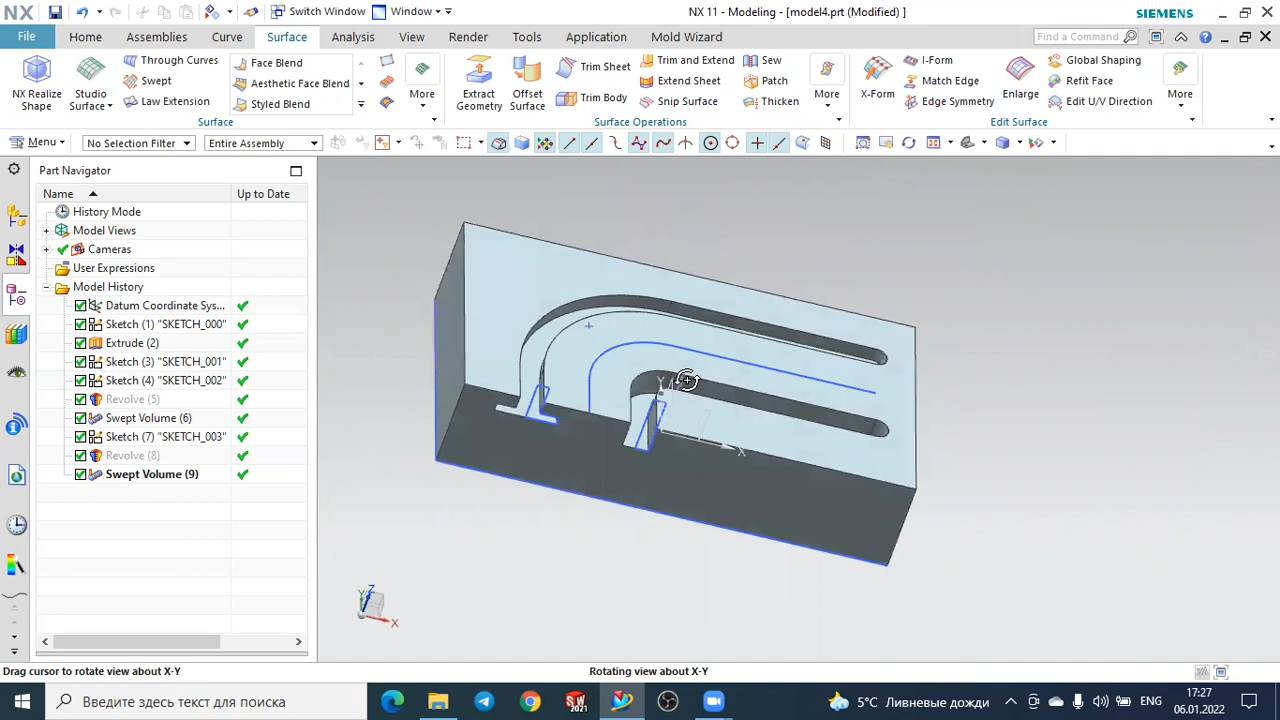 NX
Switch Window
Window
NX 11 - Modeling - [model4.prt (Modified) ]
SIEMENS
File
Home
Assemblies
Curve
Surface
Analysis
View
Render
Tools
Application
Mold Wizard
Find a Command
NX Realize Shape
Studio Surface
Through Curves
Swept
Law Extension
Face Blend
Aesthetic Face Blend
Styled Blend
More
Surface
Extract Geometry
Offset Surface
Trim Sheet
Trim Body
Trim and Extend
Extend Sheet
Snip Surface
Sew
Patch
Thicken
More
Surface Operations
X-Form
I-Form
Match Edge
Edge Symmetry
Enlarge
Global Shaping
Refit Face
Edit U/V Direction
More
Edit Surface
Menu
No Selection Filter
Entire Assembly
Part Navigator
Name
Up to Date
History Mode
Model Views
Cameras
User Expressions
Model History
Datum Coordinate Sys...
Sketch (1) "SKETCH_000"
Extrude (2)
Sketch (3) "SKETCH_001"
Sketch (4) "SKETCH_002"
Revolve (5)
Swept Volume (6)
Sketch (7) "SKETCH_003"
Revolve (8)
Swept Volume (9)
Y
X
Y
Z
X
Drag cursor to rotate view about X-Y
Rotating view about X-Y
Введите здесь текст для поиска
SW
2021
5°C Ливневые дожди
ENG
17:27
06.01.2022